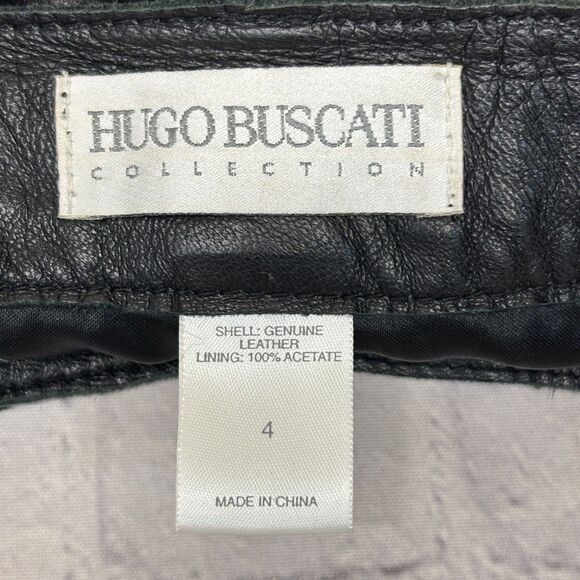 HUGO BUSCATI
COLLECTION
SHELL: GENUINE
LEATHER
LINING: 100% ACETATE
4
MADE IN CHINA